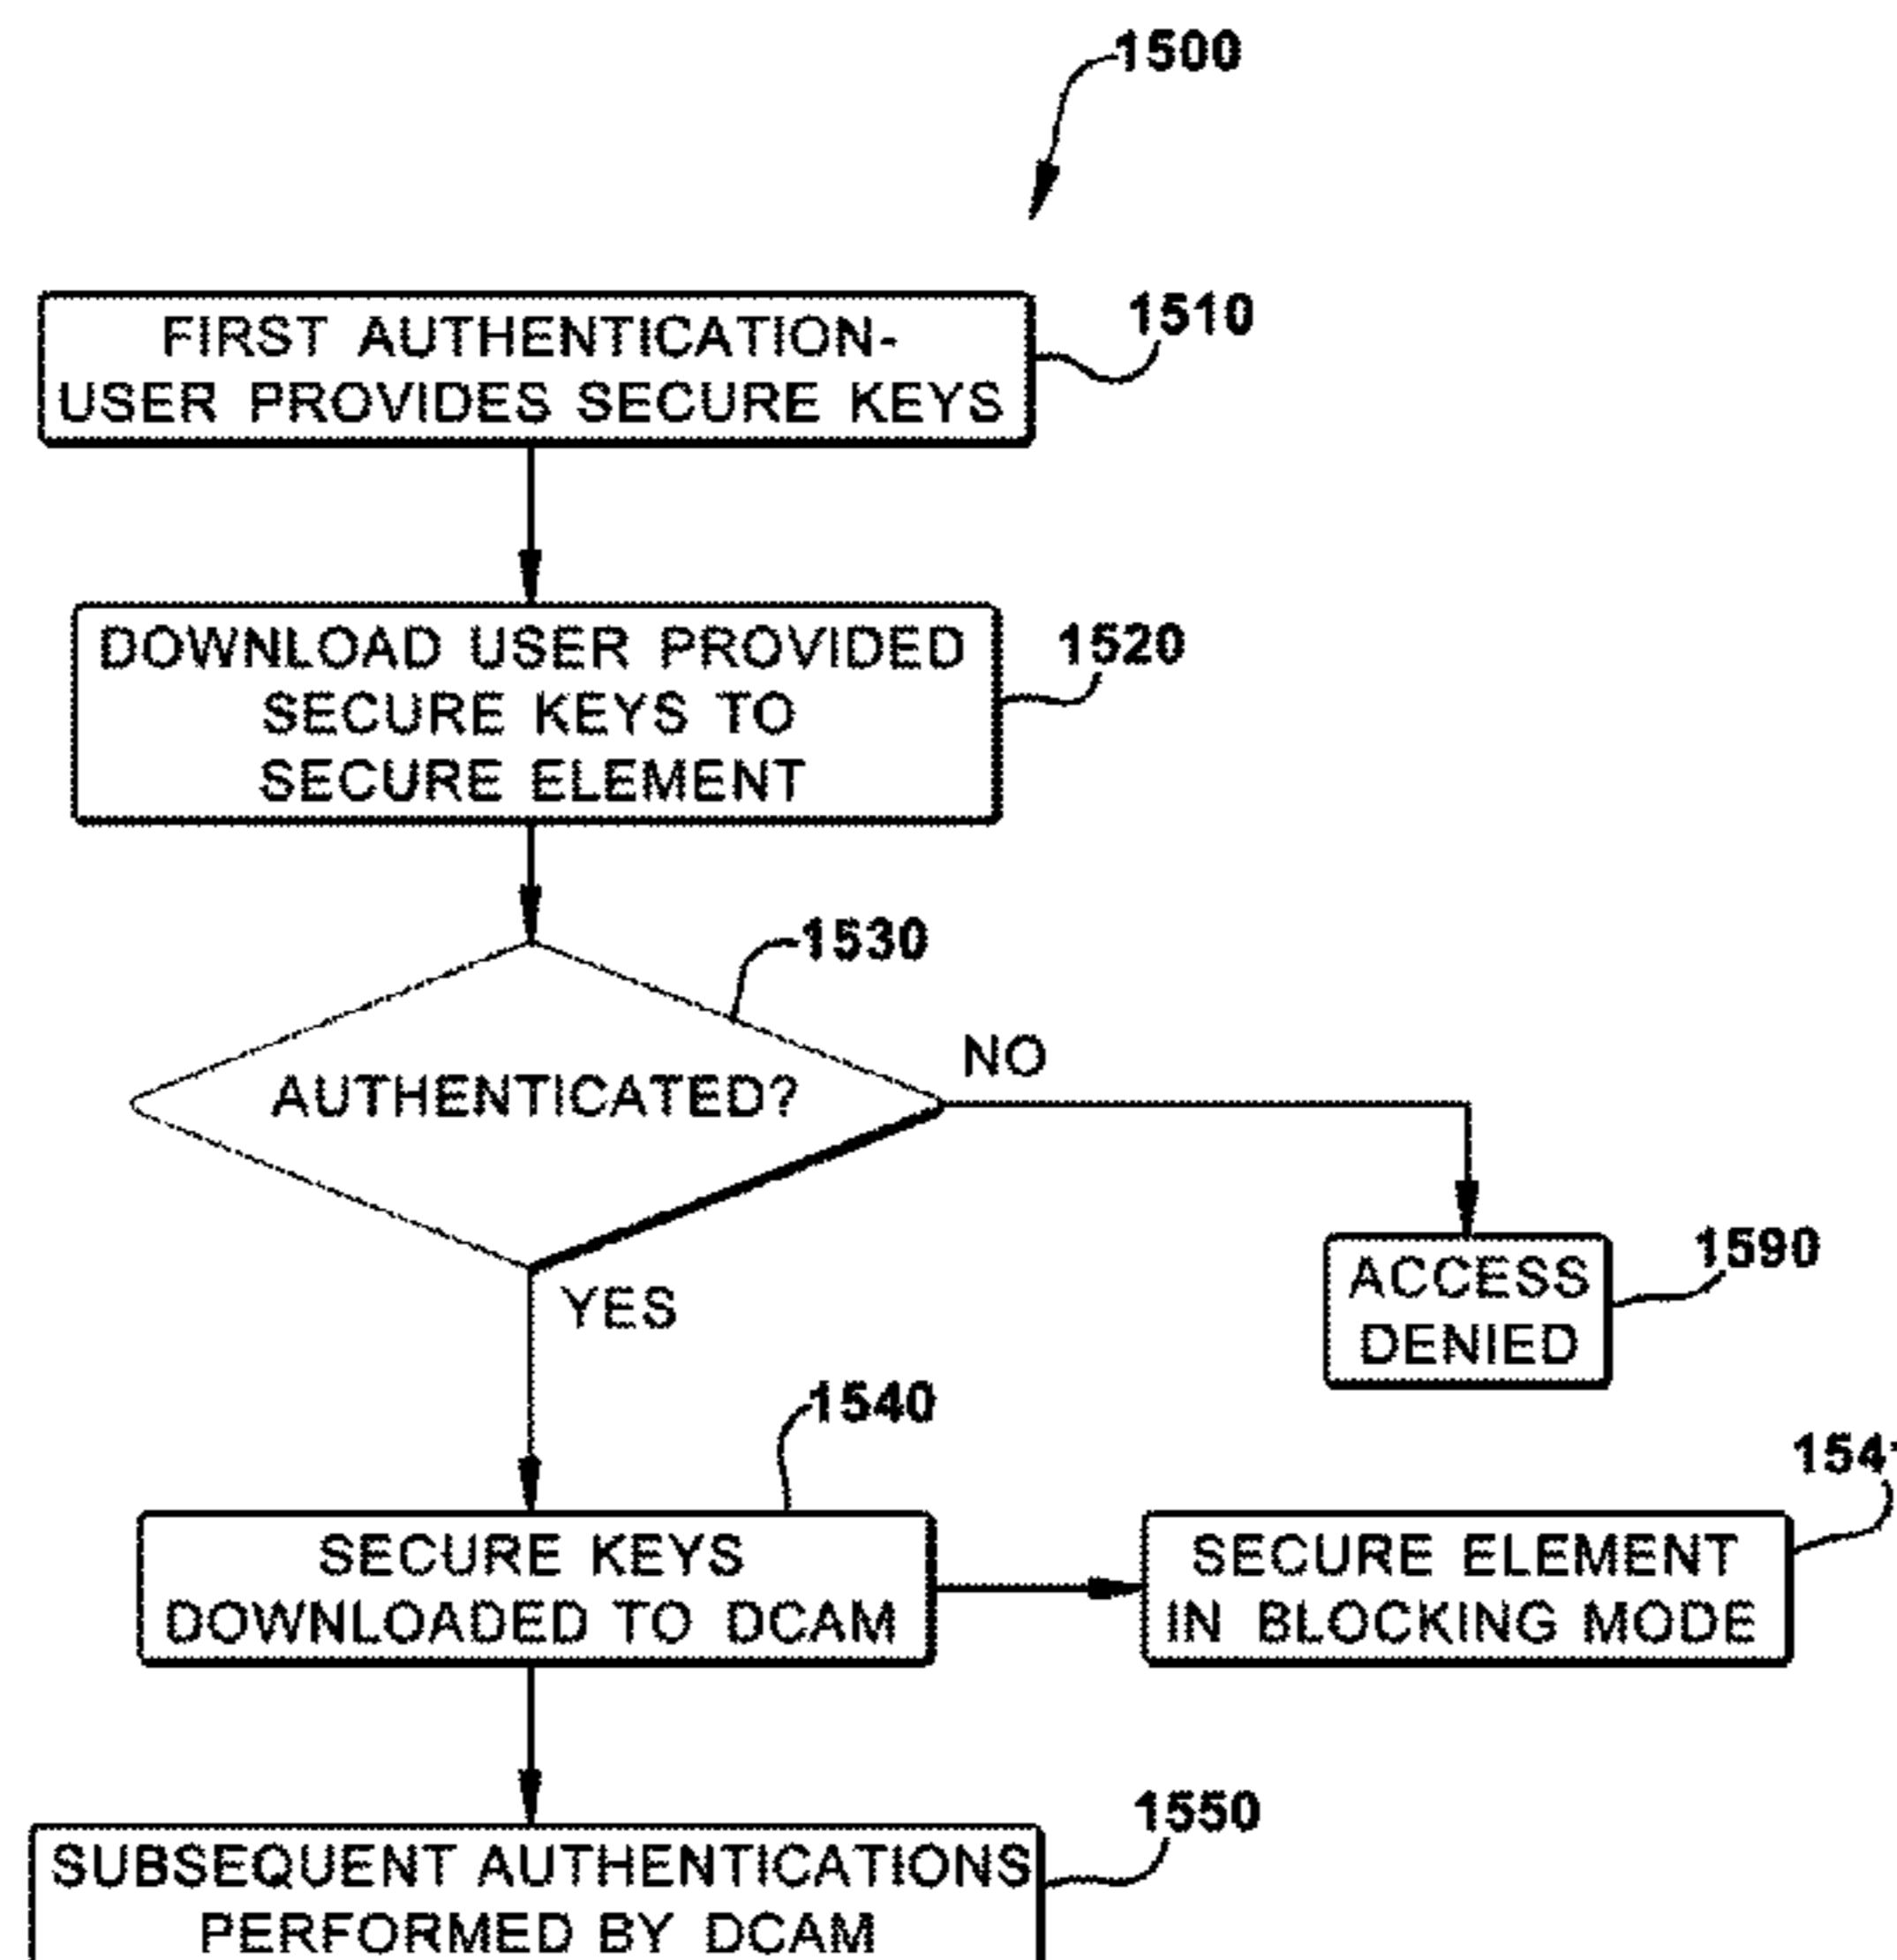 1500
FIRST AUTHENTICATION-
USER PROVIDES SECURE KEYS
1510
DOWNLOAD USER PROVIDED
SECURE KEYS TO
SECURE ELEMENT
1520
1530
AUTHENTICATED?
NO
YES
ACCESS
DENIED
1590
1540
SECURE KEYS
DOWNLOADED TO DCAM
SECURE ELEMENT
IN BLOCKING MODE
SUBSEQUENT AUTHENTICATIONS
PERFORMED BY DCAM
1550